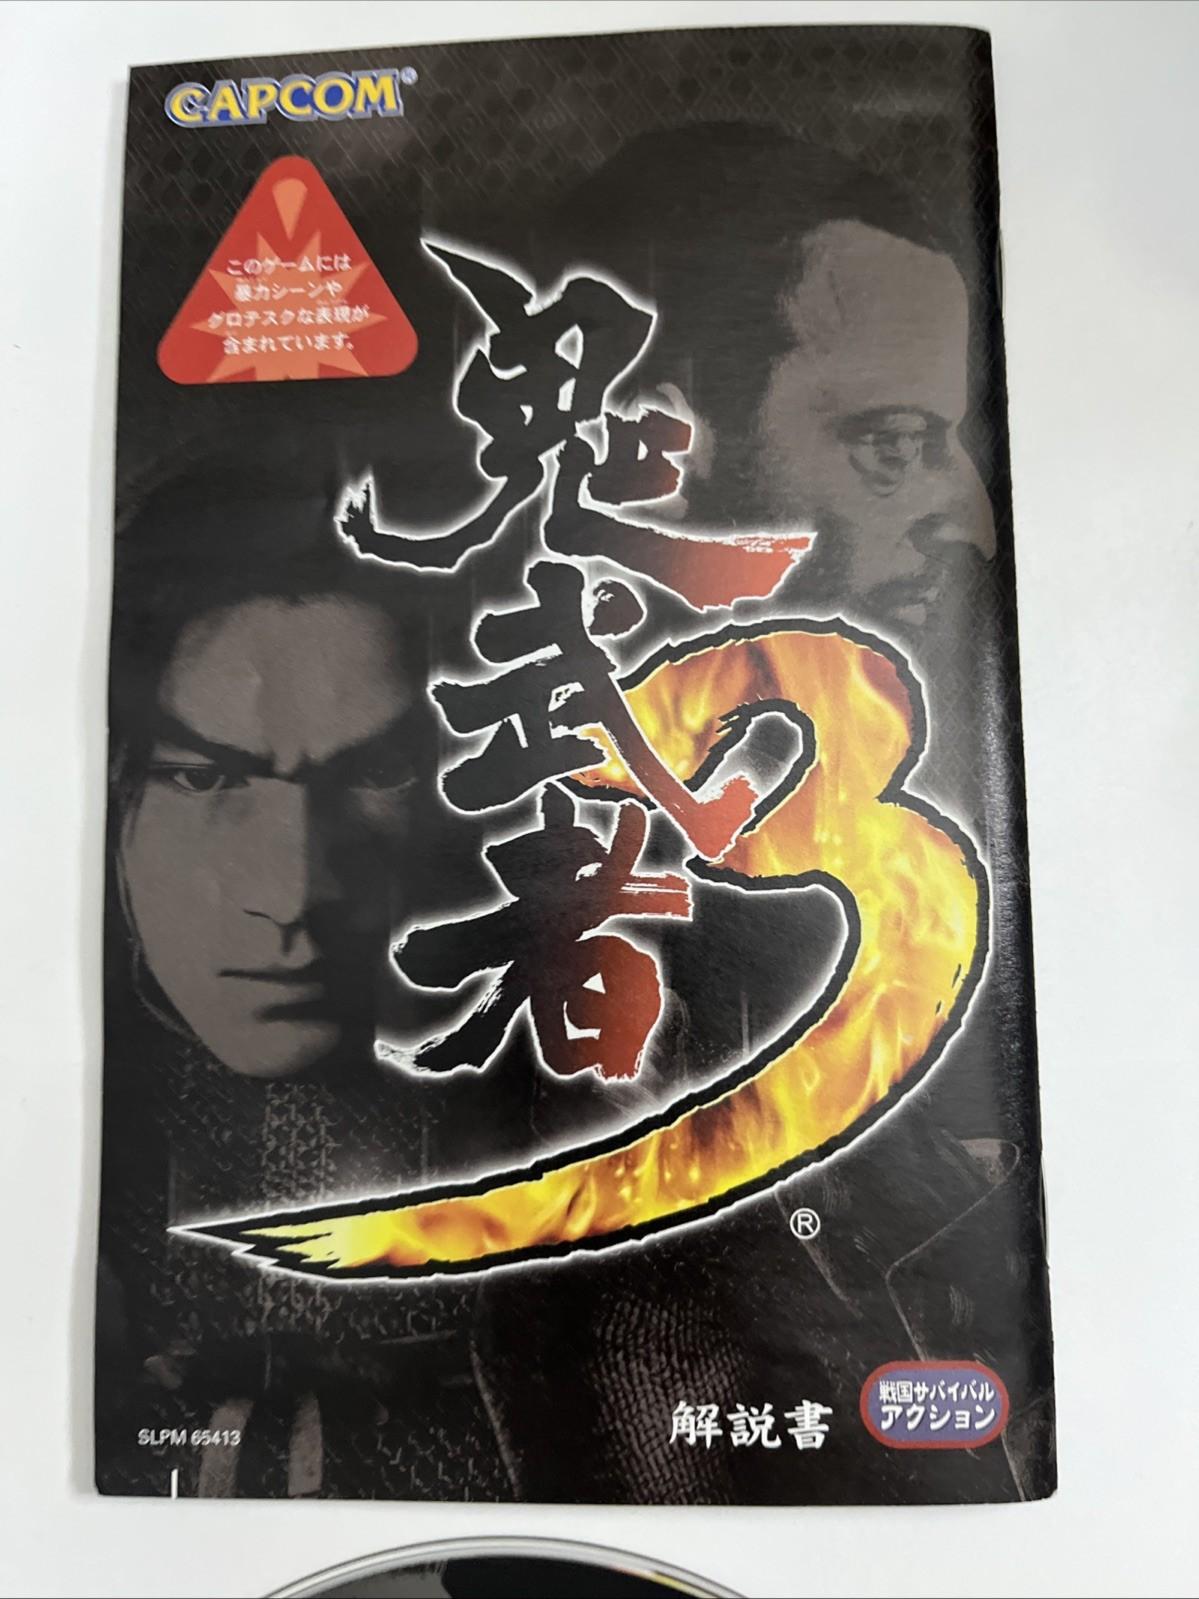 CAPCOM®
このゲームには
暴力シーンや
グロテスクな表現が
含まれています。
鬼武者3
®
解説書
戦国サバイバル
アクション
SLPM 65413